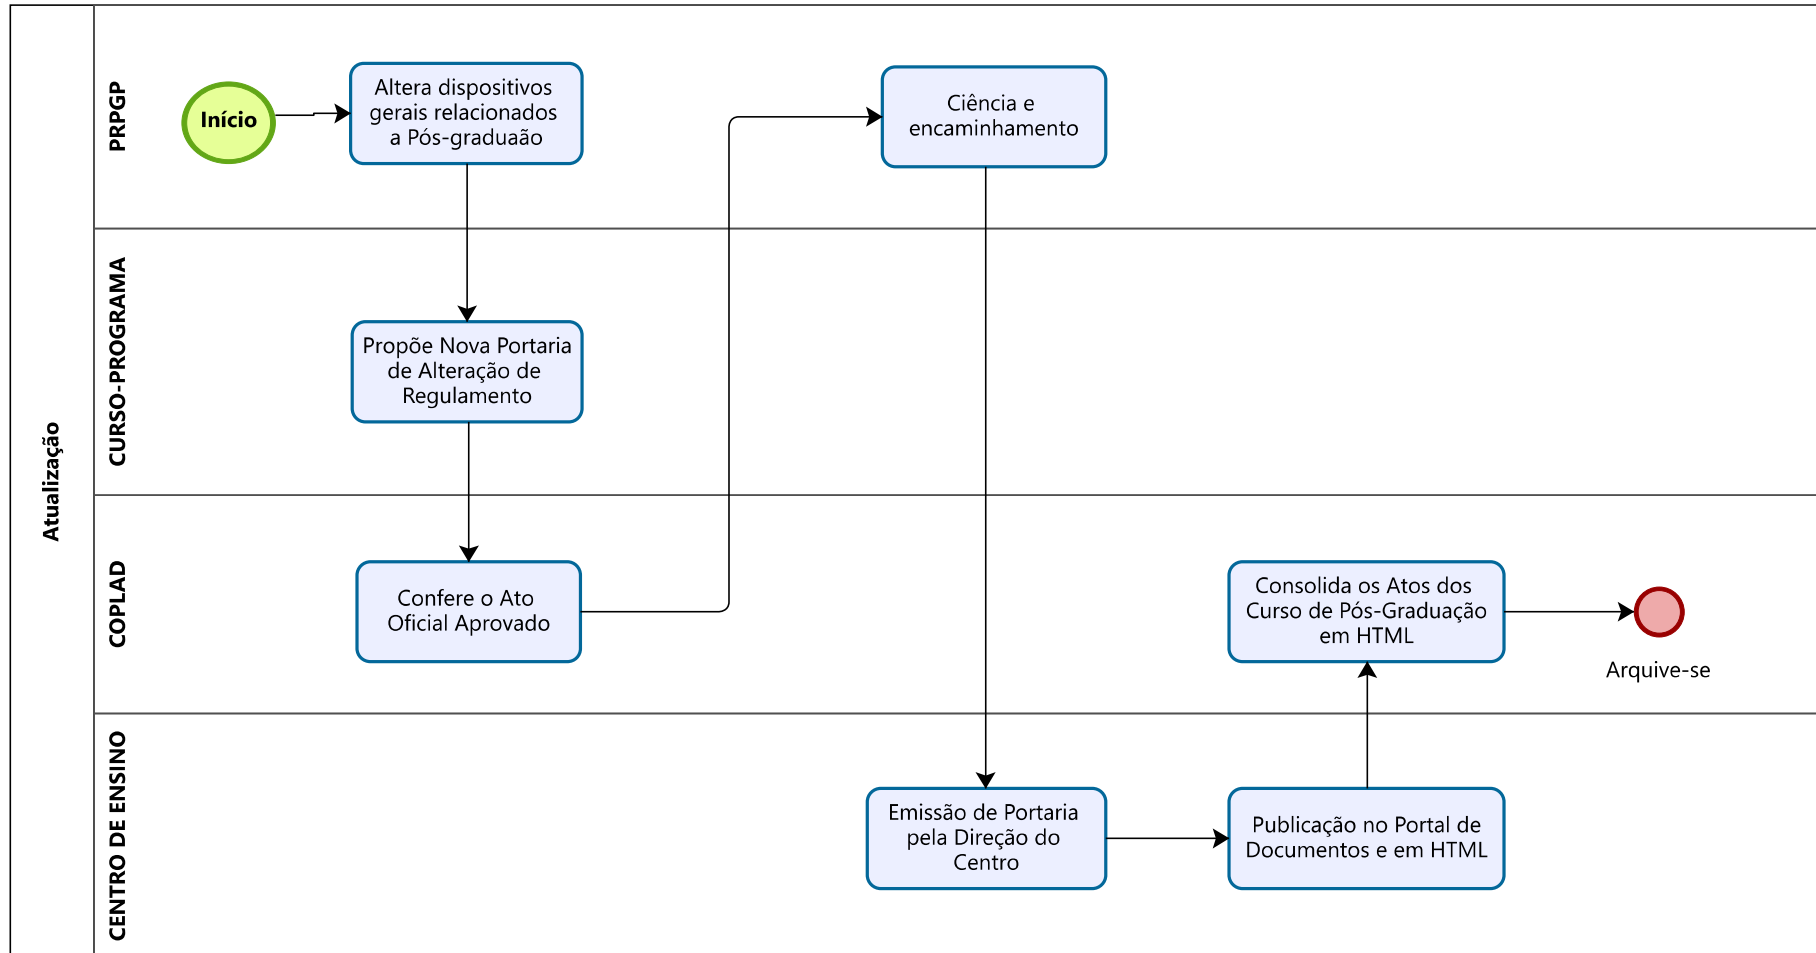 Atualização
PRPGP
Início
Altera dispositivos
gerais relacionados
a Pós-graduaão
Ciência e
encaminhamento
CURSO-PROGRAMA
Propõe Nova Portaria
de Alteração de
Regulamento
COPLAD
Confere o Ato
Oficial Aprovado
Consolida os Atos dos
Curso de Pós-Graduação
em HTML
Arquive-se
CENTRO DE ENSINO
Emissão de Portaria
pela Direção do
Centro
Publicação no Portal de
Documentos e em HTML